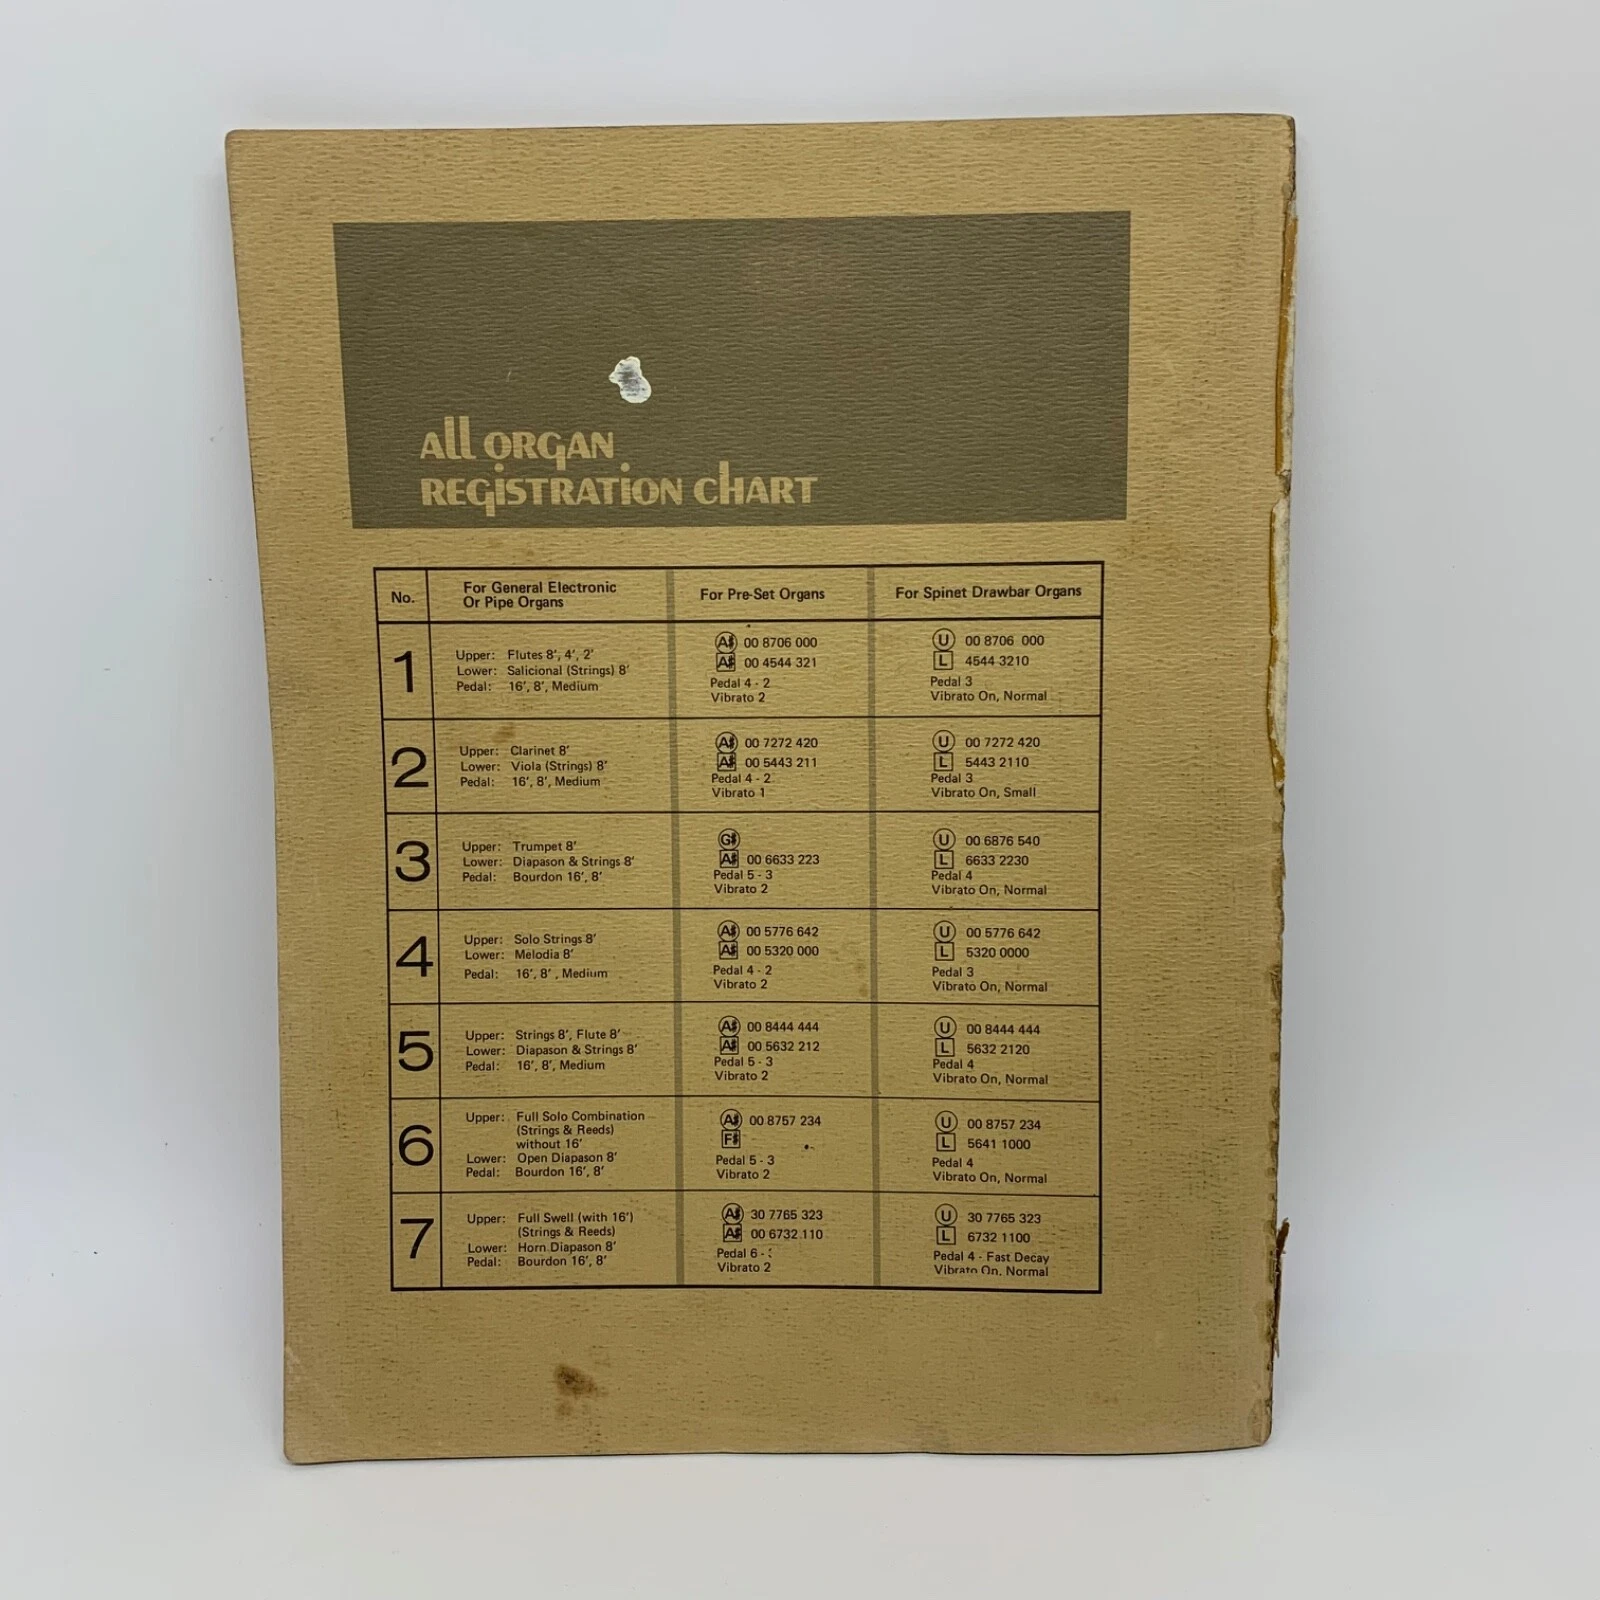 All ORGAN
REGISTRATION CHART
No.
For General Electronic
Or Pipe Organs
For Pre-Set Organs
For Spinet Drawbar Organs
1
Upper: Flutes 8', 4', 2'
Lower: Salicional (Strings) 8'
Pedal: 16', 8', Medium
A# 00 8706 000
A# 00 4544 321
Pedal 4 - 2
Vibrato 2
U 00 8706 000
L 4544 3210
Pedal 3
Vibrato On, Normal
2
Upper: Clarinet 8'
Lower: Viola (Strings) 8'
Pedal: 16', 8', Medium
A# 00 7272 420
A# 00 5443 211
Pedal 4 - 2
Vibrato 1
U 00 7272 420
L 5443 2110
Pedal 3
Vibrato On, Small
3
Upper: Trumpet 8'
Lower: Diapason & Strings 8'
Pedal: Bourdon 16', 8'
G#
A# 00 6633 223
Pedal 5 - 3
Vibrato 2
U 00 6876 540
L 6633 2230
Pedal 4
Vibrato On, Normal
4
Upper: Solo Strings 8'
Lower: Melodia 8'
Pedal: 16', 8', Medium
A# 00 5776 642
A# 00 5320 000
Pedal 4 - 2
Vibrato 2
U 00 5776 642
L 5320 0000
Pedal 3
Vibrato On, Normal
5
Upper: Strings 8', Flute 8'
Lower: Diapason & Strings 8'
Pedal: 16', 8', Medium
A# 00 8444 444
A# 00 5632 212
Pedal 5 - 3
Vibrato 2
U 00 8444 444
L 5632 2120
Pedal 4
Vibrato On, Normal
6
Upper: Full Solo Combination
(Strings & Reeds)
without 16'
Lower: Open Diapason 8'
Pedal: Bourdon 16', 8'
A# 00 8757 234
F#
Pedal 5 - 3
Vibrato 2
U 00 8757 234
L 5641 1000
Pedal 4
Vibrato On, Normal
7
Upper: Full Swell (with 16')
(Strings & Reeds)
Lower: Horn Diapason 8'
Pedal: Bourdon 16', 8'
A# 30 7765 323
A# 00 6732 110
Pedal 6 -
Vibrato 2
U 30 7765 323
L 6732 1100
Pedal 4 - Fast Decay
Vibrato On, Normal